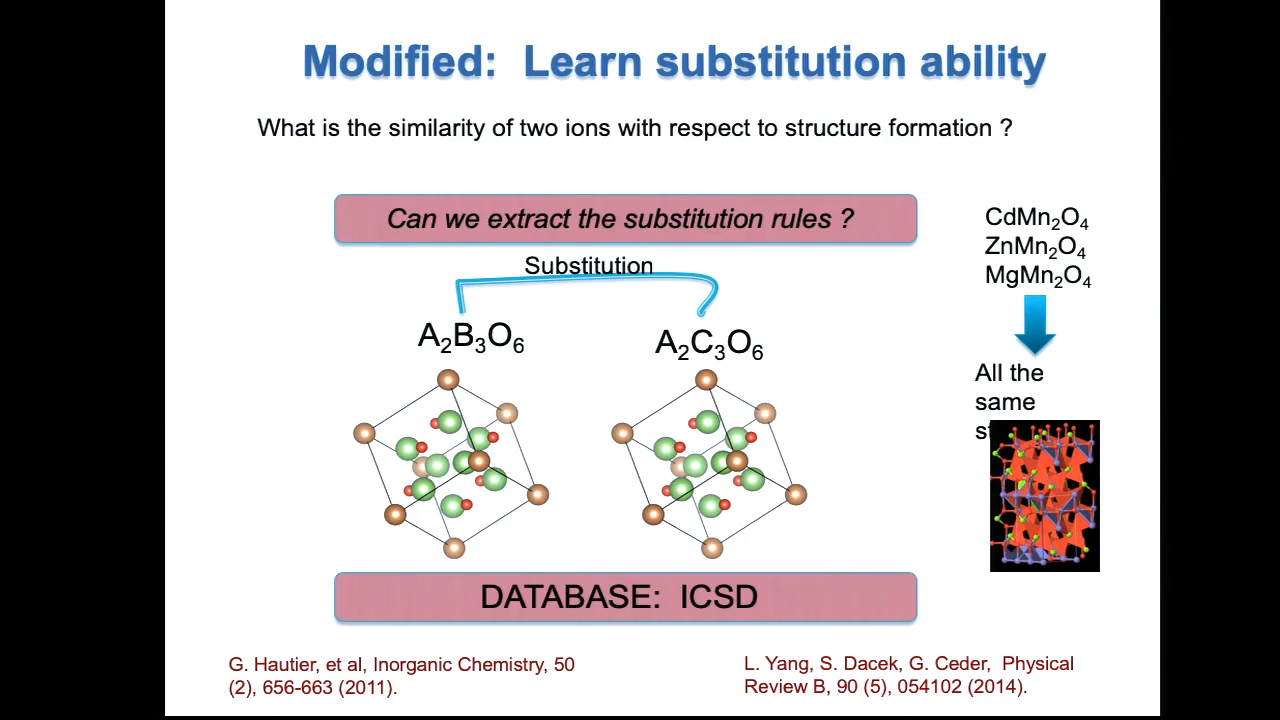 Modified: Learn substitution ability
What is the similarity of two ions with respect to structure formation ?
Can we extract the substitution rules ?
Substitution
A₂B₃O₆
A₂C₃O₆
CdMn₂O₄
ZnMn₂O₄
MgMn₂O₄
All the
same
DATABASE: ICSD
G. Hautier, et al, Inorganic Chemistry, 50
(2), 656-663 (2011).
L. Yang, S. Dacek, G. Ceder, Physical
Review B, 90 (5), 054102 (2014).